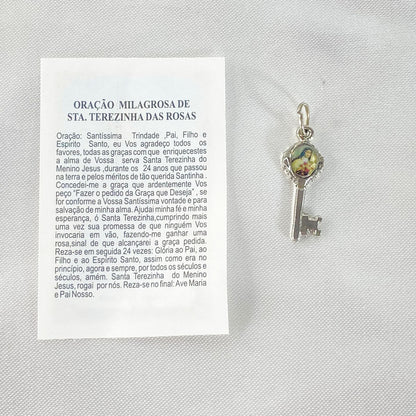 ORAÇÃO MILAGROSA DE
STA. TEREZINHA DAS ROSAS
Oração: Santíssima Trindade ,Pai, Filho e
Espirito Santo, eu Vos agradeço todos os
favores, todas as graças com que enriquecestes
a alma de Vossa serva Santa Terezinha do
Menino Jesus ,durante os 24 anos que passou
na terra e pelos méritos de tão querida Santinha .
Concedei-me a graça que ardentemente Vos
peço "Fazer o pedido da Graça que Deseja" , se
for conforme a Vossa Santíssima vontade e para
salvação de minha alma. Ajudai minha fé e minha
esperança, ó Santa Terezinha,cumprindo mais
uma vez sua promessa de que ninguém Vos
invocaria em vão, fazendo-me ganhar uma
rosa,sinal de que alcançarei a graça pedida.
Reza-se em seguida 24 vezes: Glória ao Pai, ao
Filho e ao Espírito Santo, assim como era no
princípio, agora e sempre, por todos os séculos e
séculos, amém. Santa Terezinha do Menino
Jesus, rogai por nós. Reza-se no final: Ave Maria
e Pai Nosso.